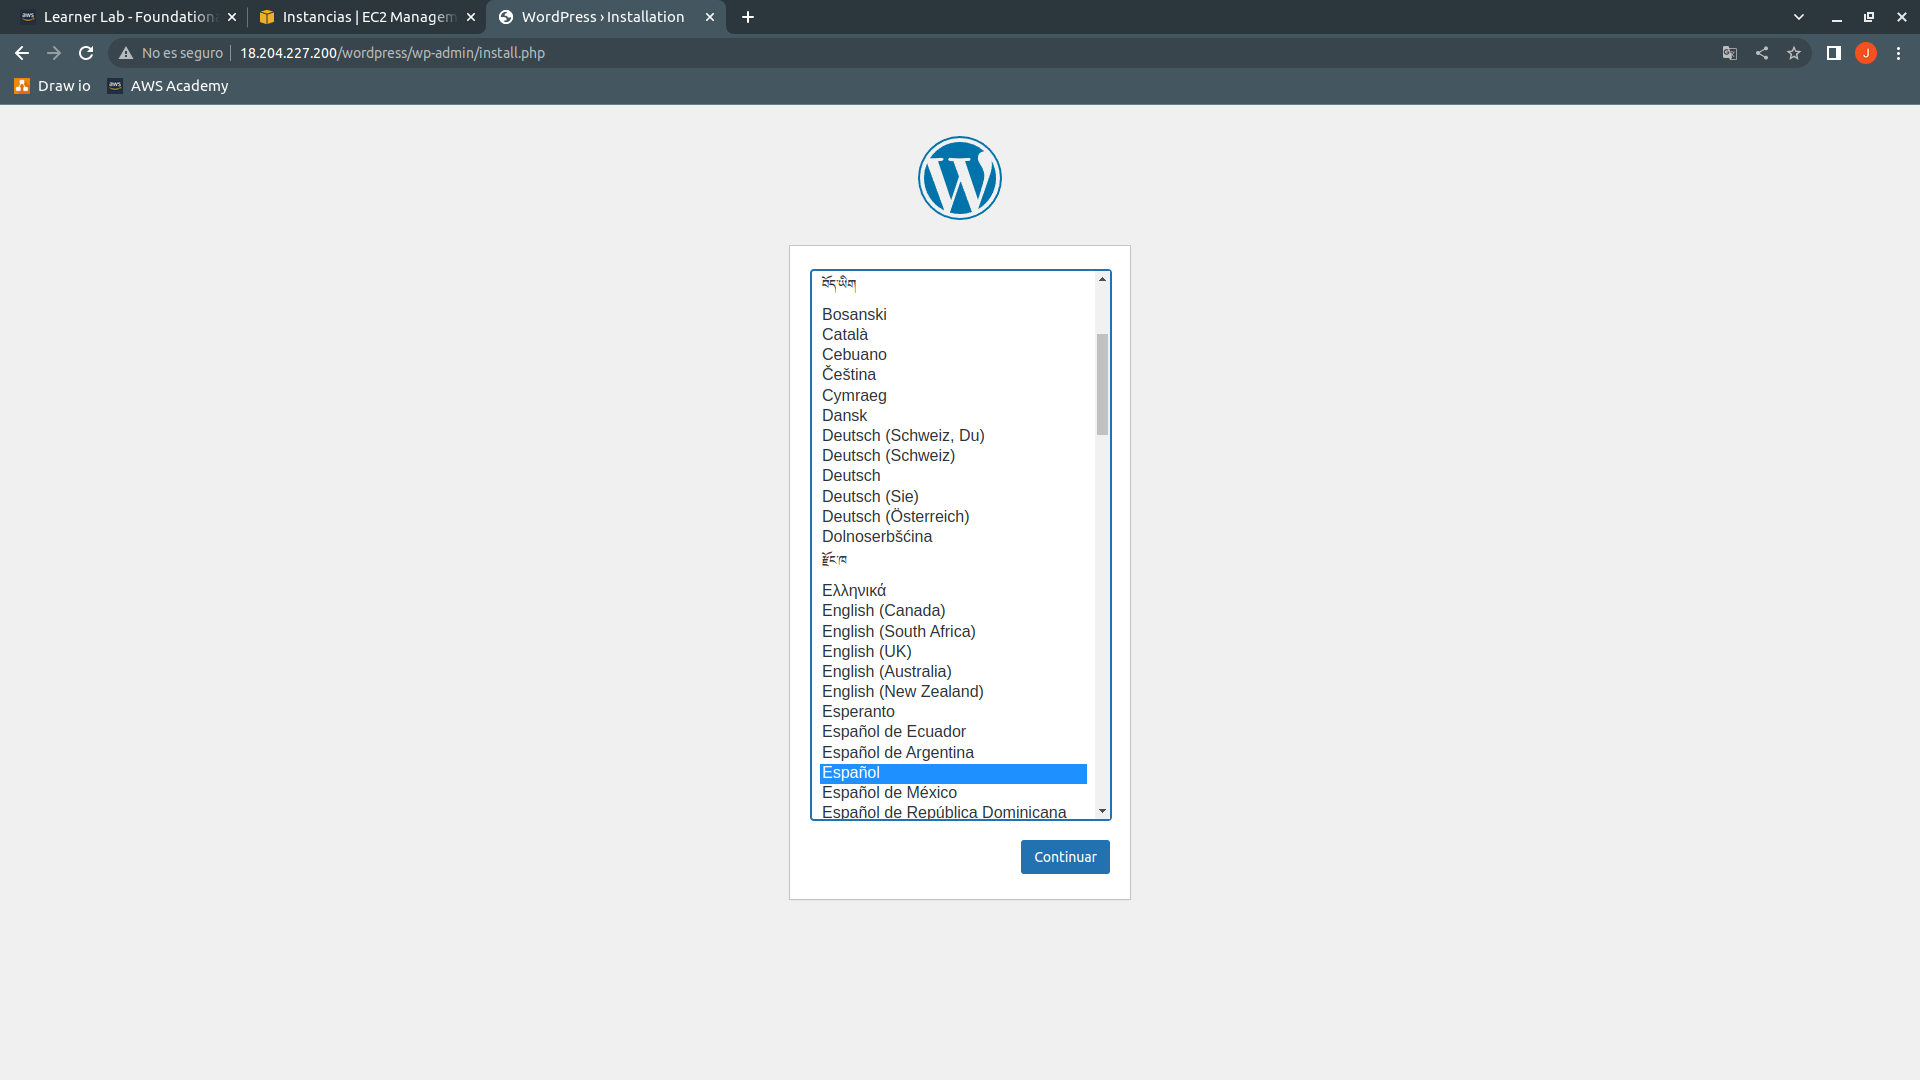 Learner Lab - Foundation
Instancias | EC2 Managem
WordPress › Installation
No es seguro
18.204.227.200/wordpress/wp-admin/install.php
J
Draw io
AWS Academy
བོད་ཡིག
Bosanski
Català
Cebuano
Čeština
Cymraeg
Dansk
Deutsch (Schweiz, Du)
Deutsch (Schweiz)
Deutsch
Deutsch (Sie)
Deutsch (Österreich)
Dolnoserbšćina
རྫོང་ཁ
Ελληνικά
English (Canada)
English (South Africa)
English (UK)
English (Australia)
English (New Zealand)
Esperanto
Español de Ecuador
Español de Argentina
Español
Español de México
Español de República Dominicana
Continuar